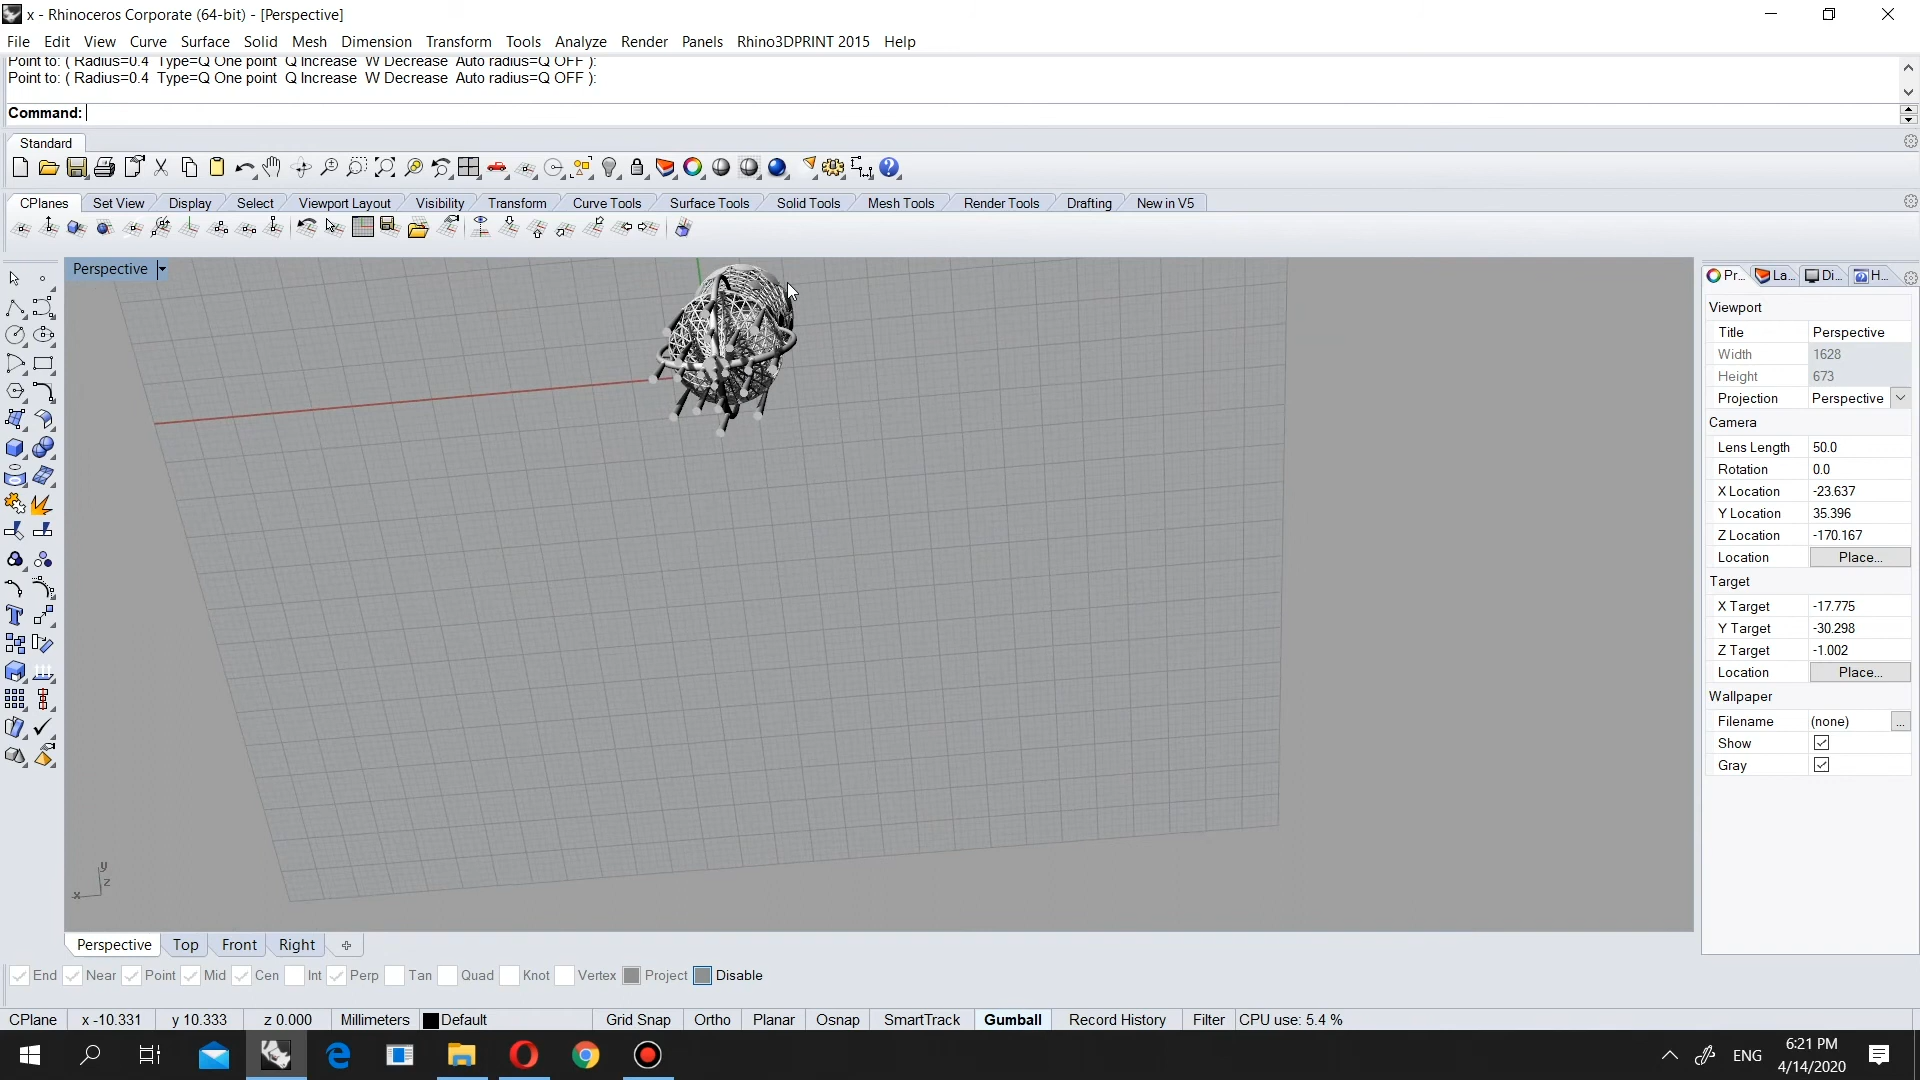 x - Rhinoceros Corporate (64-bit) - [Perspective]
File Edit View Curve Surface Solid Mesh Dimension Transform Tools Analyze Render Panels Rhino3DPRINT 2015 Help
Point to: ( Radius=0.4 Type=Q One point Q Increase W Decrease Auto radius=Q OFF ):
Point to: ( Radius=0.4 Type=Q One point Q Increase W Decrease Auto radius=Q OFF ):
Command:
Standard
CPlanes Set View Display Select Viewport Layout Visibility Transform Curve Tools Surface Tools Solid Tools Mesh Tools Render Tools Drafting New in V5
Perspective
Pr... La... Di... H...
Viewport
Title Perspective
Width 1628
Height 673
Projection Perspective
Camera
Lens Length 50.0
Rotation 0.0
X Location -23.637
Y Location 35.396
Z Location -170.167
Location Place...
Target
X Target -17.775
Y Target -30.298
Z Target -1.002
Location Place...
Wallpaper
Filename (none) ...
Show
Gray
y
z
x
Perspective Top Front Right
End Near Point Mid Cen Int Perp Tan Quad Knot Vertex Project Disable
CPlane x -10.331 y 10.333 z 0.000 Millimeters Default Grid Snap Ortho Planar Osnap SmartTrack Gumball Record History Filter CPU use: 5.4 %
ENG
6:21 PM
4/14/2020